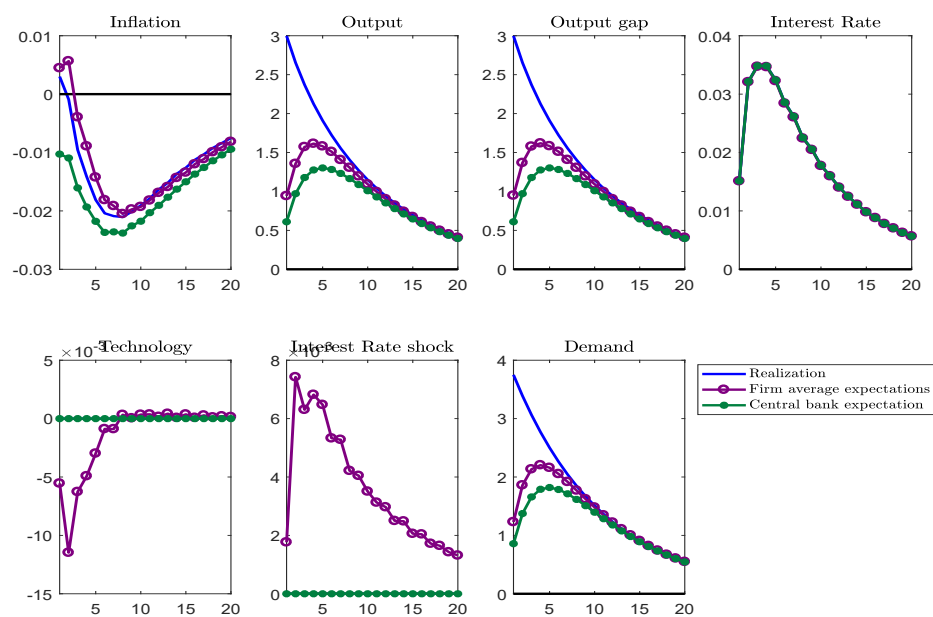 Inflation
Output
Output gap
Interest Rate
0.01
0
-0.01
-0.02
-0.03
5 10 15 20
3
2.5
2
1.5
1
0.5
0
5 10 15 20
3
2.5
2
1.5
1
0.5
0
5 10 15 20
0.04
0.03
0.02
0.01
0
5 10 15 20
×10-3
Technology
5
0
-5
-10
-15
5 10 15 20
×10-3
Interest Rate shock
8
6
4
2
0
5 10 15 20
Demand
4
3
2
1
0
5 10 15 20
Realization
Firm average expectations
Central bank expectation